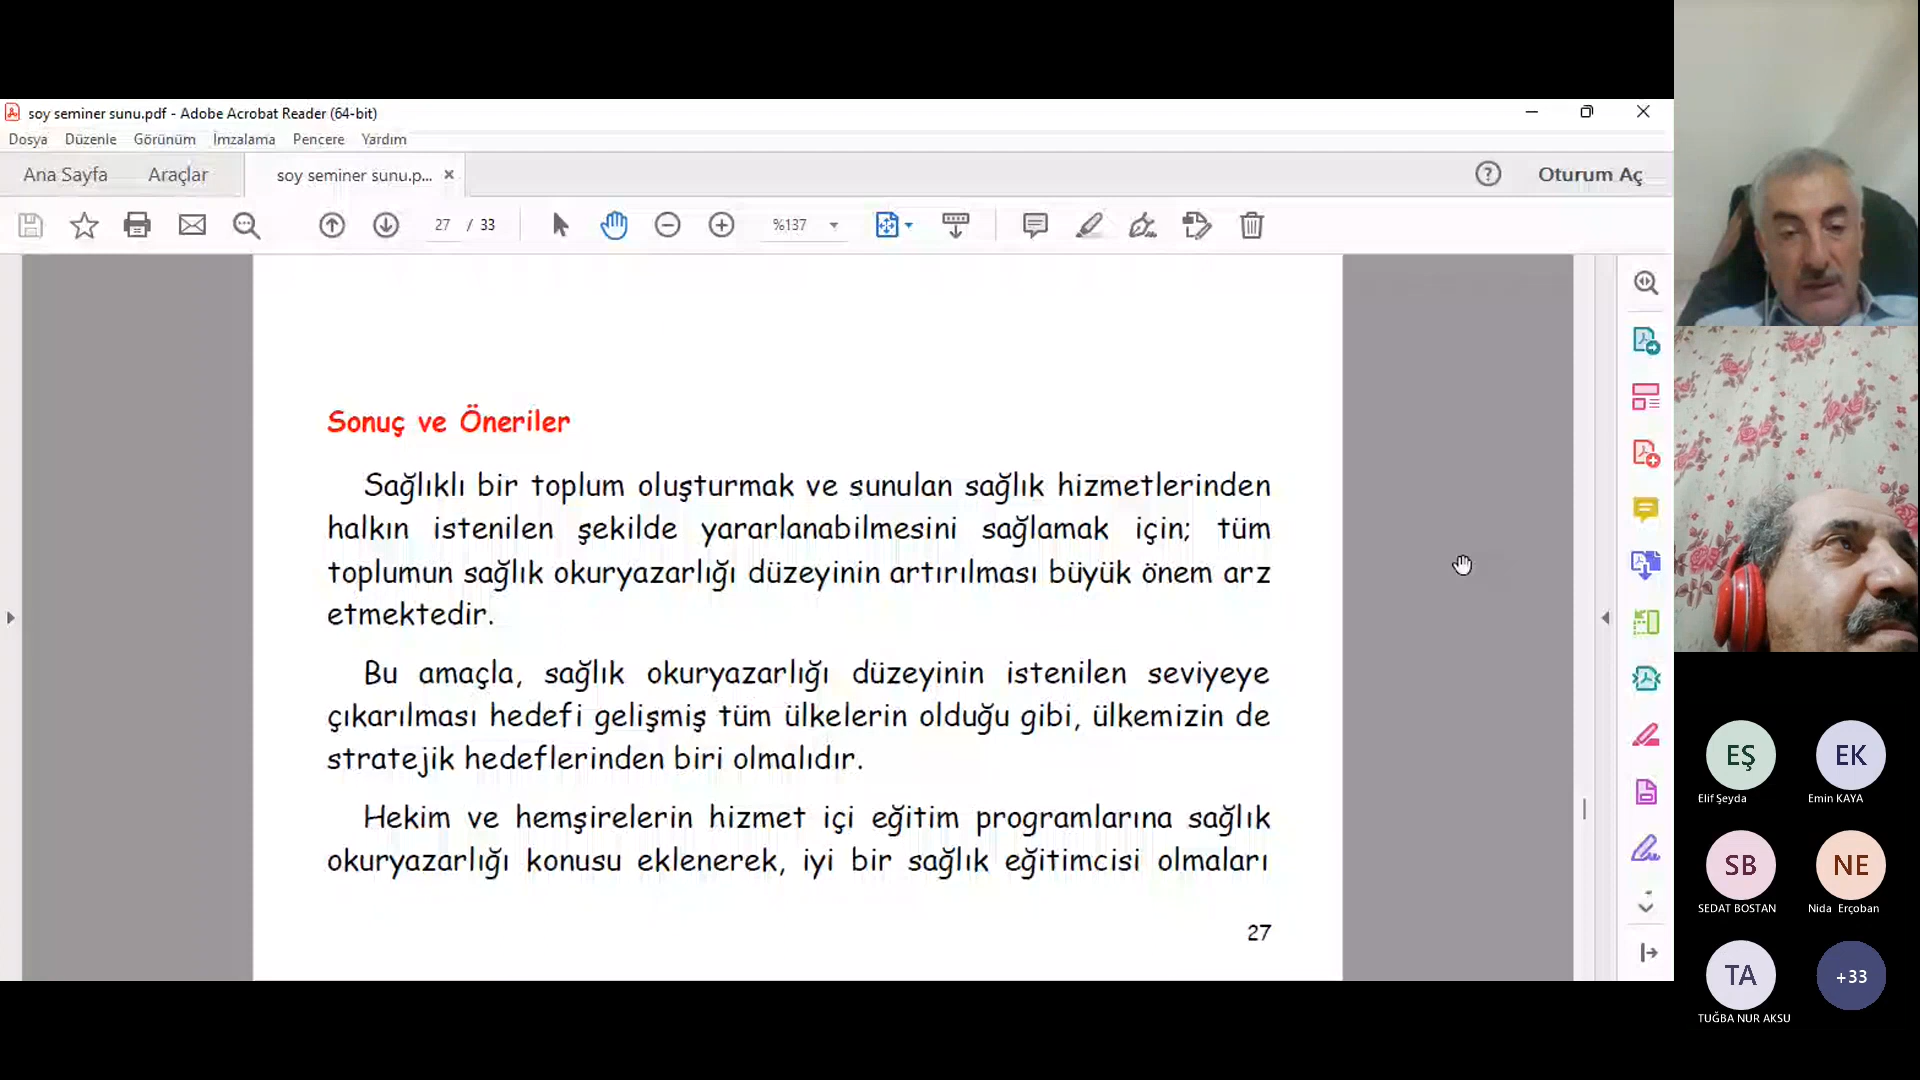 soy seminer sunu.pdf - Adobe Acrobat Reader (64-bit)
Dosya Düzenle Görünüm İmzalama Pencere Yardım
Ana Sayfa Araçlar soy seminer sunu.p... Oturum Aç
27 / 33 %137
Sonuç ve Öneriler
Sağlıklı bir toplum oluşturmak ve sunulan sağlık hizmetlerinden
halkın istenilen şekilde yararlanabilmesini sağlamak için; tüm
toplumun sağlık okuryazarlığı düzeyinin artırılması büyük önem arz
etmektedir.
Bu amaçla, sağlık okuryazarlığı düzeyinin istenilen seviyeye
çıkarılması hedefi gelişmiş tüm ülkelerin olduğu gibi, ülkemizin de
stratejik hedeflerinden biri olmalıdır.
Hekim ve hemşirelerin hizmet içi eğitim programlarına sağlık
okuryazarlığı konusu eklenerek, iyi bir sağlık eğitimcisi olmaları
27
EŞ EK
Elif Şeyda Emin KAYA
SB NE
SEDAT BOSTAN Nida Erçoban
TA +33
TUĞBA NUR AKSU